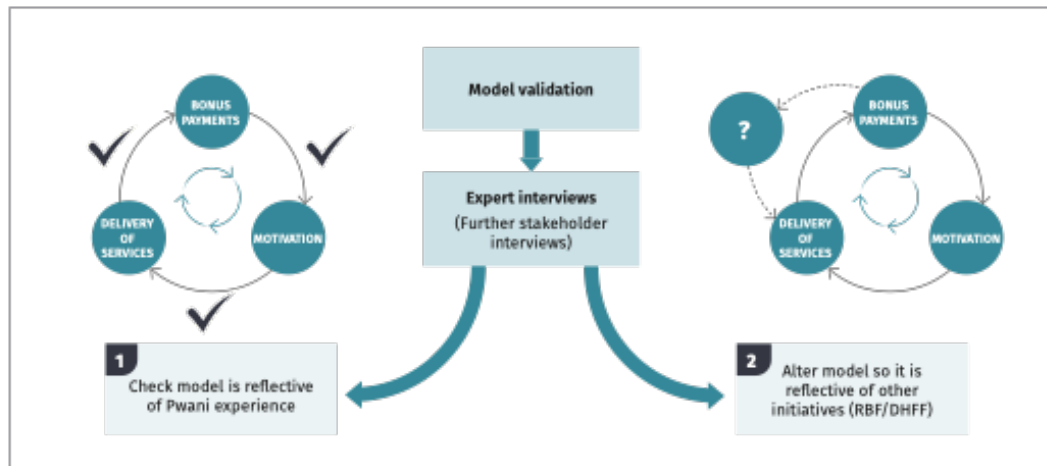 BONUS
PAYMENTS
DELIVERY
OF
SERVICES
MOTIVATION
1
Check model is reflective
of Pwani experience
Model validation
Expert interviews
(Further stakeholder
interviews)
?
BONUS
PAYMENTS
DELIVERY
OF
SERVICES
MOTIVATION
2
Alter model so it is
reflective of other
initiatives (RBF/DHFF)